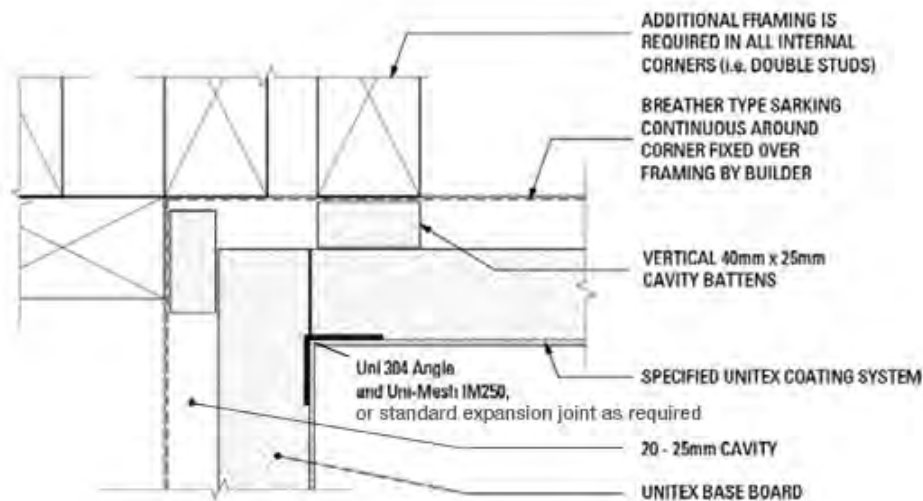 ADDITIONAL FRAMING IS
REQUIRED IN ALL INTERNAL
CORNERS (i.e. DOUBLE STUDS)
BREATHER TYPE SARKING
CONTINUOUS AROUND
CORNER FIXED OVER
FRAMING BY BUILDER
VERTICAL 40mm x 25mm
CAVITY BATTENS
Uni 304 Angle
and Uni-Mesh IM250,
or standard expansion joint as required
SPECIFIED UNITEX COATING SYSTEM
20 - 25mm CAVITY
UNITEX BASE BOARD